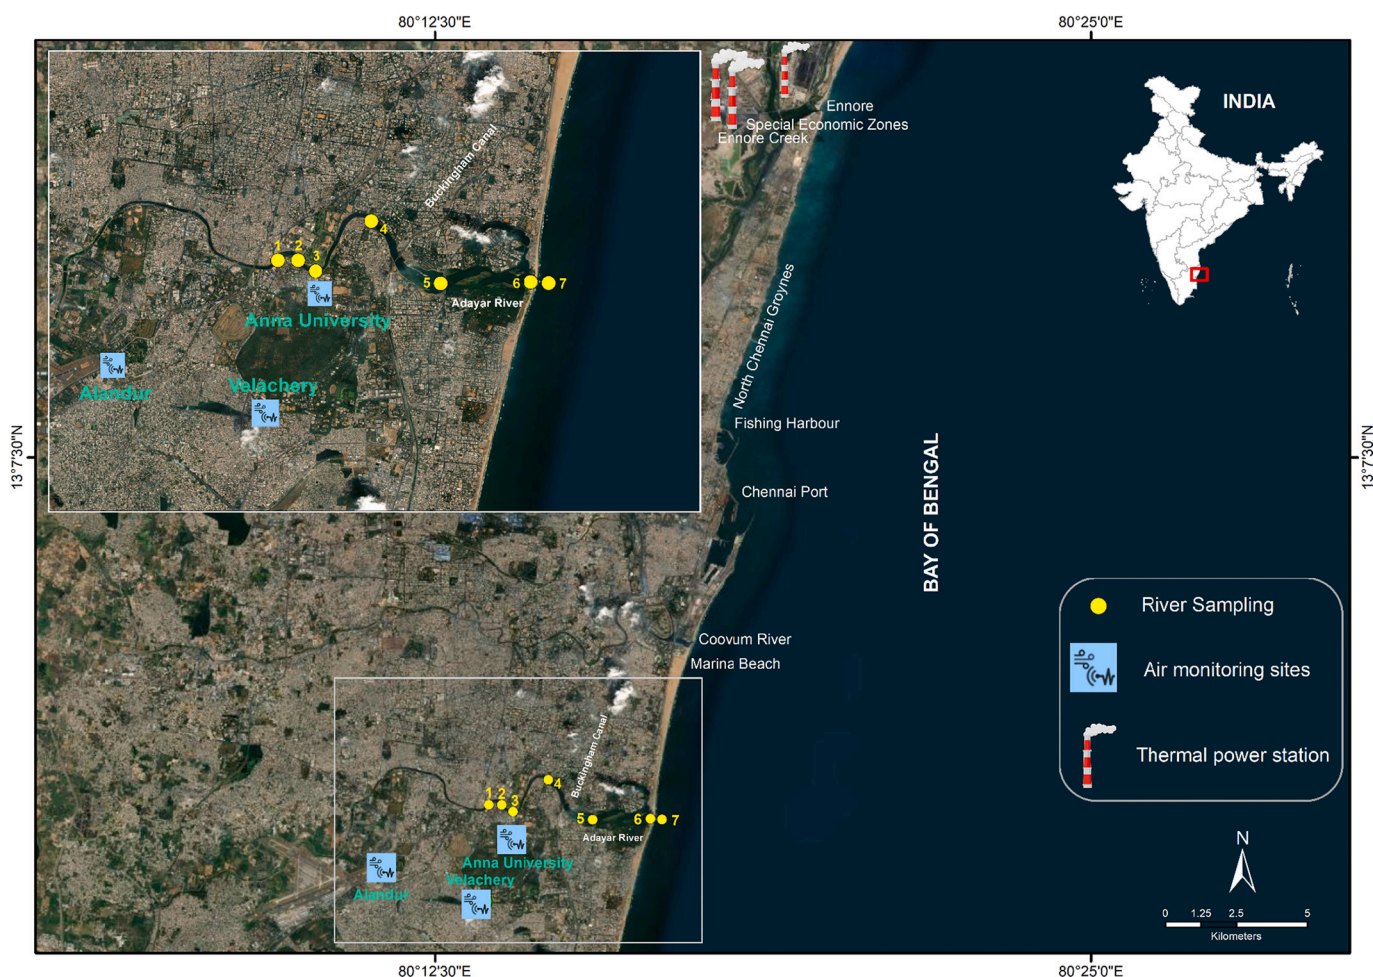 80°12'30"E
80°25'0"E
INDIA
Ennore
Special Economic Zones
Ennore Creek
Buckingham Canal
1
2
3
4
5
6
7
Adayar River
Anna University
Alandur
Velachery
North Chennai Groynes
Fishing Harbour
13°7'30"N
13°7'30"N
Chennai Port
BAY OF BENGAL
River Sampling
Coovum River
Marina Beach
Air monitoring sites
Thermal power station
Buckingham Canal
1
2
3
4
5
6
7
Adayar River
Anna University
Velachery
Alandur
N
0 1.25 2.5 5
Kilometers
80°12'30"E
80°25'0"E